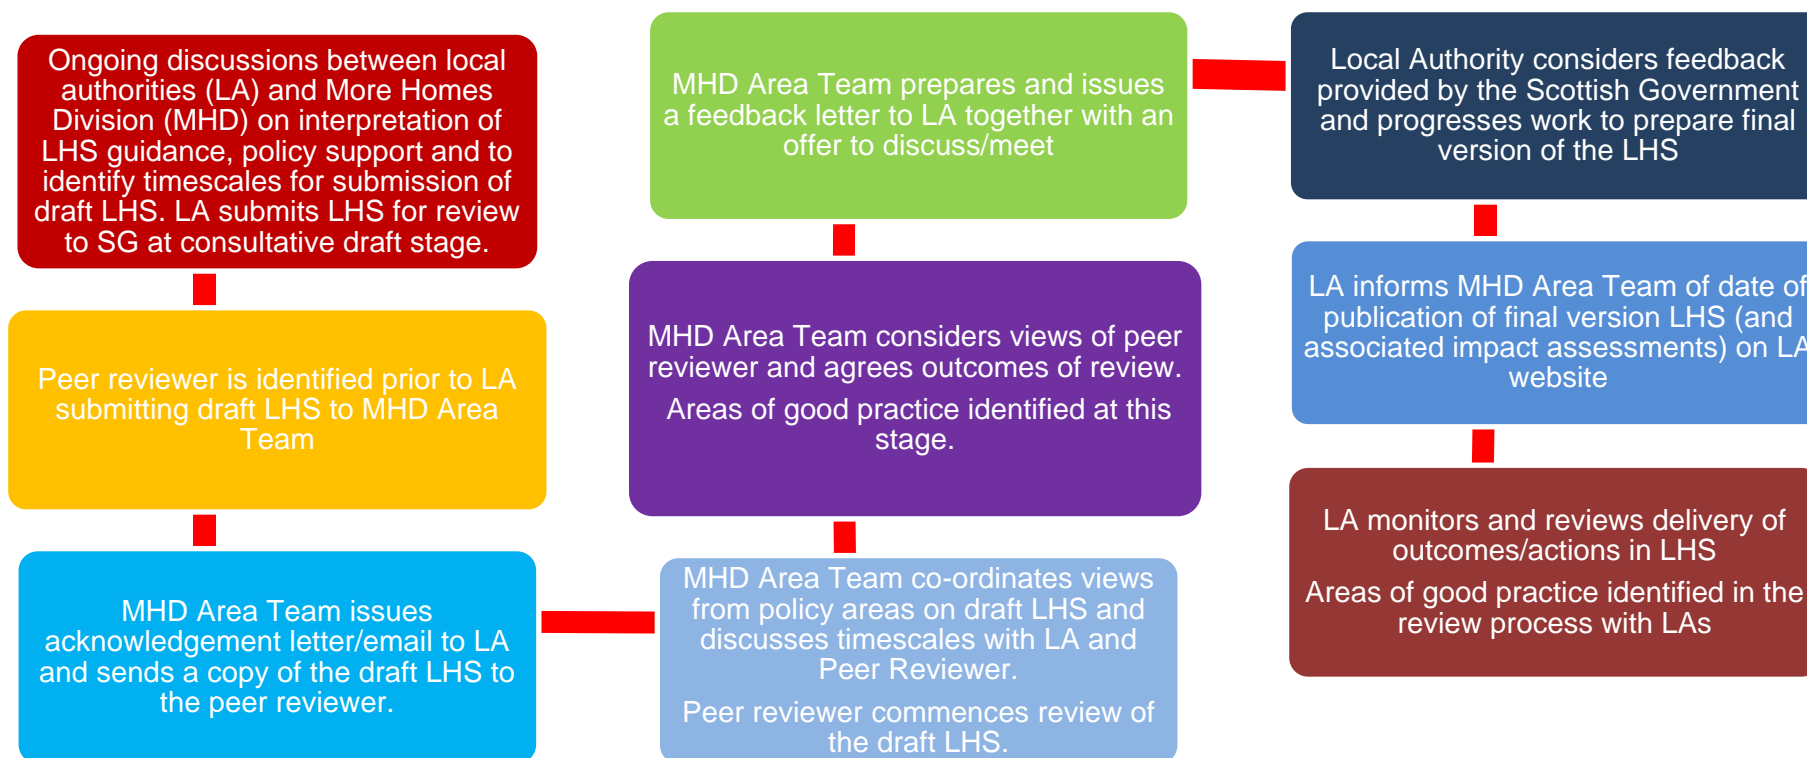 Ongoing discussions between local
authorities (LA) and More Homes
Division (MHD) on interpretation of
LHS guidance, policy support and to
identify timescales for submission of
draft LHS. LA submits LHS for review
to SG at consultative draft stage.
Peer reviewer is identified prior to LA
submitting draft LHS to MHD Area
Team
MHD Area Team issues
acknowledgement letter/email to LA
and sends a copy of the draft LHS to
the peer reviewer.
MHD Area Team co-ordinates views
from policy areas on draft LHS and
discusses timescales with LA and
Peer Reviewer.
Peer reviewer commences review of
the draft LHS.
MHD Area Team considers views of peer
reviewer and agrees outcomes of review.
Areas of good practice identified at this
stage.
MHD Area Team prepares and issues
a feedback letter to LA together with an
offer to discuss/meet
Local Authority considers feedback
provided by the Scottish Government
and progresses work to prepare final
version of the LHS
LA informs MHD Area Team of date of
publication of final version LHS (and
associated impact assessments) on LA
website
LA monitors and reviews delivery of
outcomes/actions in LHS
Areas of good practice identified in the
review process with LAs